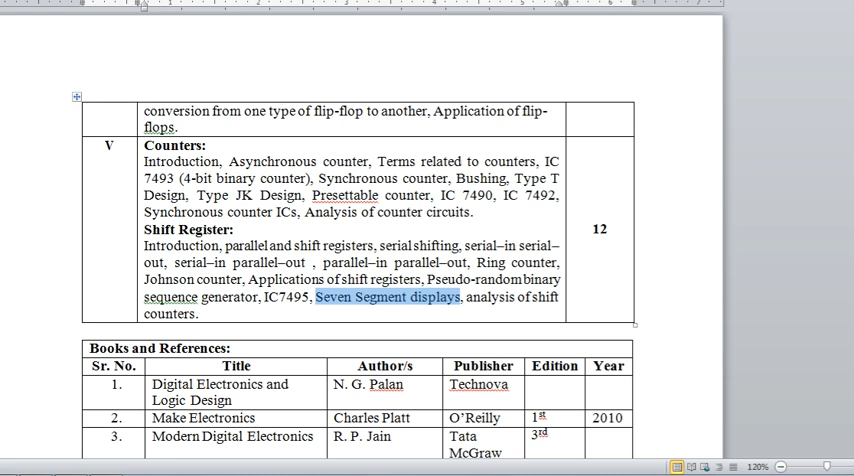 conversion from one type of flip-flop to another, Application of flip-
flops.
V
Counters:
Introduction, Asynchronous counter, Terms related to counters, IC
7493 (4-bit binary counter), Synchronous counter, Bushing, Type T
Design, Type JK Design, Presettable counter, IC 7490, IC 7492,
Synchronous counter ICs, Analysis of counter circuits.
Shift Register:
Introduction, parallel and shift registers, serial shifting, serial–in serial–
out, serial–in parallel–out , parallel–in parallel–out, Ring counter,
Johnson counter, Applications of shift registers, Pseudo-random binary
sequence generator, IC7495, Seven Segment displays, analysis of shift
counters.
12
Books and References:
Sr. No. Title Author/s Publisher Edition Year
1. Digital Electronics and Logic Design N. G. Palan Technova
2. Make Electronics Charles Platt O’Reilly 1st 2010
3. Modern Digital Electronics R. P. Jain Tata McGraw 3rd
120%